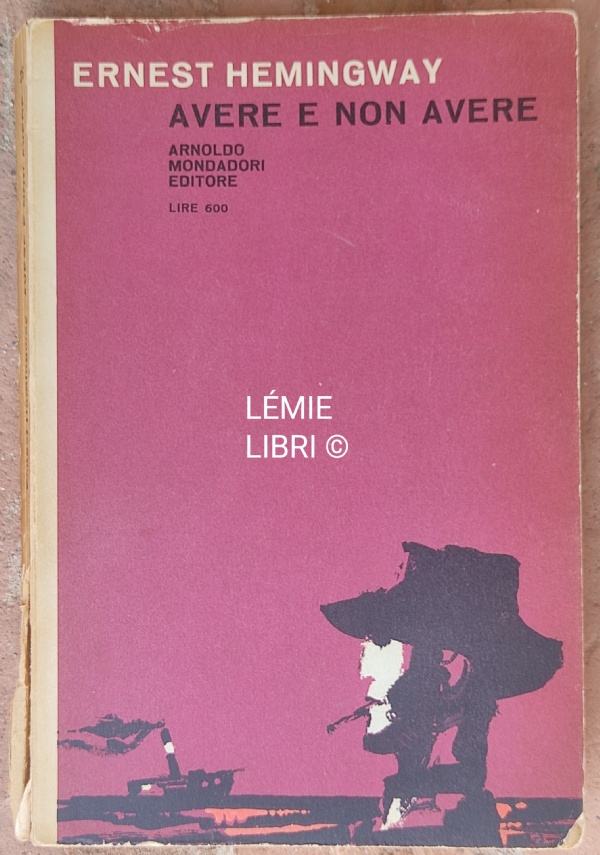 ERNEST HEMINGWAY
AVERE E NON AVERE
ARNOLDO
MONDADORI
EDITORE
LIRE 600
LÉMIE
LIBRI ©